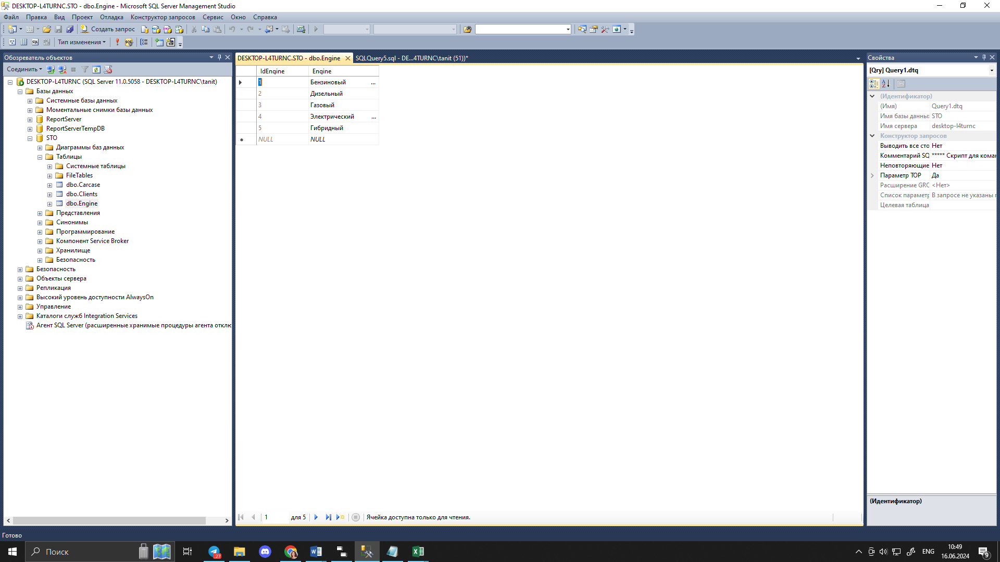 DESKTOP-L4TURNC.STO - dbo.Engine - Microsoft SQL Server Management Studio
Файл Правка Вид Проект Отладка Конструктор запросов Сервис Окно Справка
Создать запрос
Тип изменения
Обозреватель объектов
Соединить
DESKTOP-L4TURNC (SQL Server 11.0.5058 - DESKTOP-L4TURNC\tanit)
Базы данных
Системные базы данных
Моментальные снимки базы данных
ReportServer
ReportServerTempDB
STO
Диаграммы баз данных
Таблицы
Системные таблицы
FileTables
dbo.Carcase
dbo.Clients
dbo.Engine
Представления
Синонимы
Программирование
Компонент Service Broker
Хранилище
Безопасность
Безопасность
Объекты сервера
Репликация
Высокий уровень доступности AlwaysOn
Управление
Каталоги служб Integration Services
Агент SQL Server (расширенные хранимые процедуры агента отклю
DESKTOP-L4TURNC.STO - dbo.Engine SQLQuery5.sql - DE...4TURNC\tanit (51))*
IdEngine Engine
1 Бензиновый ...
2 Дизельный
3 Газовый
4 Электрический ...
5 Гибридный
NULL NULL
1 для 5 Ячейка доступна только для чтения.
Свойства
[Qry] Query1.dtq
(Идентификатор)
(Имя) Query1.dtq
Имя базы данны STO
Имя сервера desktop-l4turnc
Конструктор запросов
Выводить все сто Нет
Комментарий SQ ***** Скрипт для коман
Неповторяющие Нет
Параметр TOP Да
Расширение GRC <Нет>
Список параметр В запросе не указаны п
Целевая таблица
(Идентификатор)
Готово
Поиск
27
ENG
10:49
16.06.2024
9